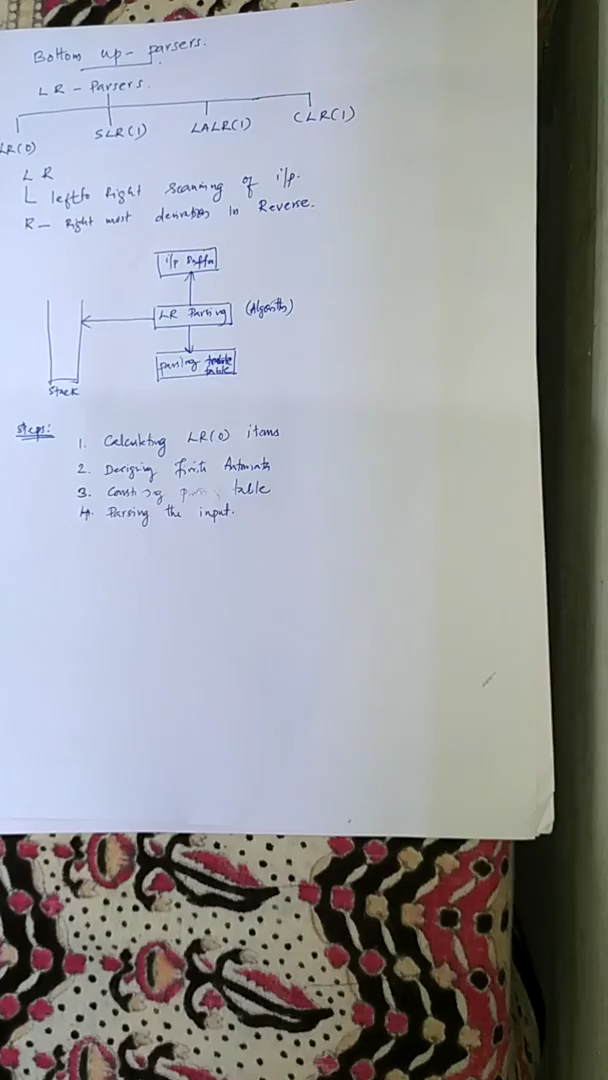 Bottom up- parsers.
LR - Parsers.
LR(0) SLR(1) LALR(1) CLR(1)
LR
L left to Right scanning of i/p.
R - Right most derivation In Reverse.
i/p Buffer
LR Parsing (Algorithm)
parsing table
Stack
Steps:
1. Calculating LR(0) items
2. Designing finite Automata
3. table
4. Parsing the input.